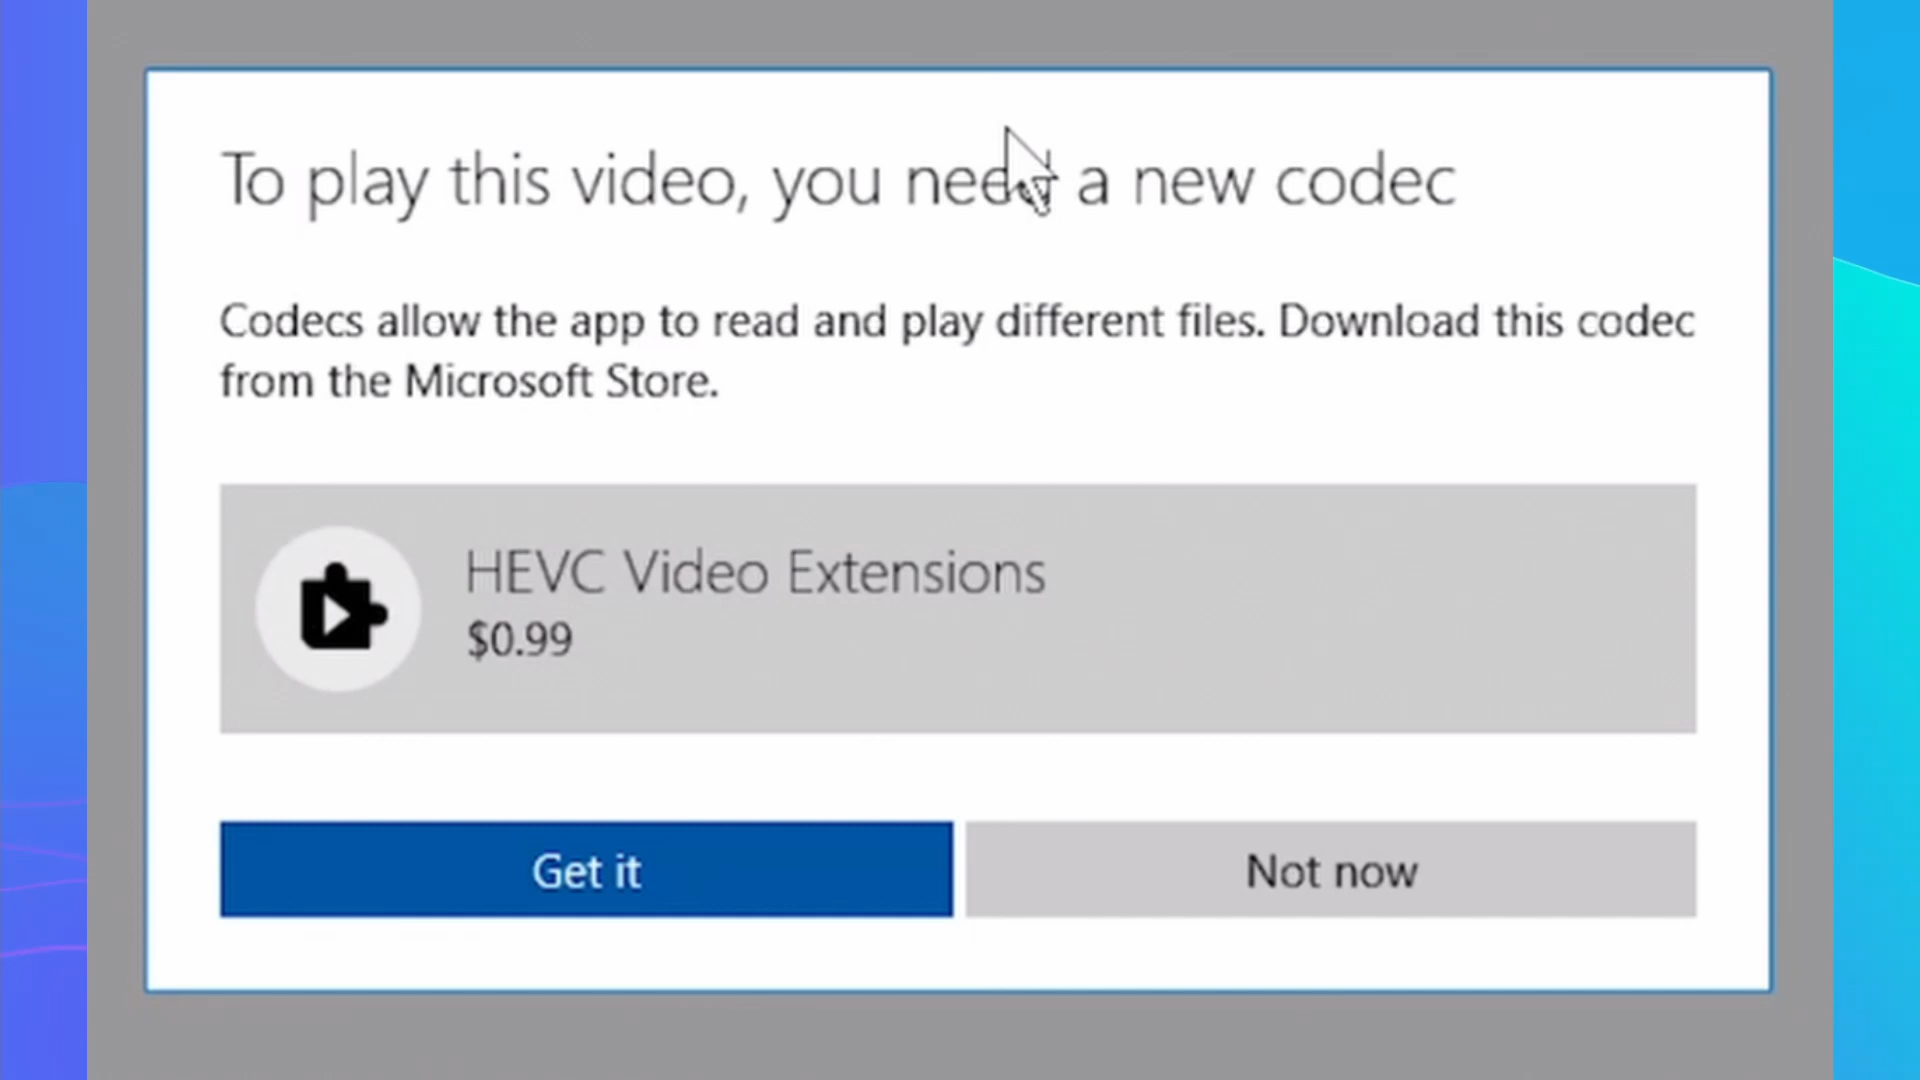 To play this video, you need a new codec
Codecs allow the app to read and play different files. Download this codec
from the Microsoft Store.
HEVC Video Extensions
$0.99
Get it
Not now